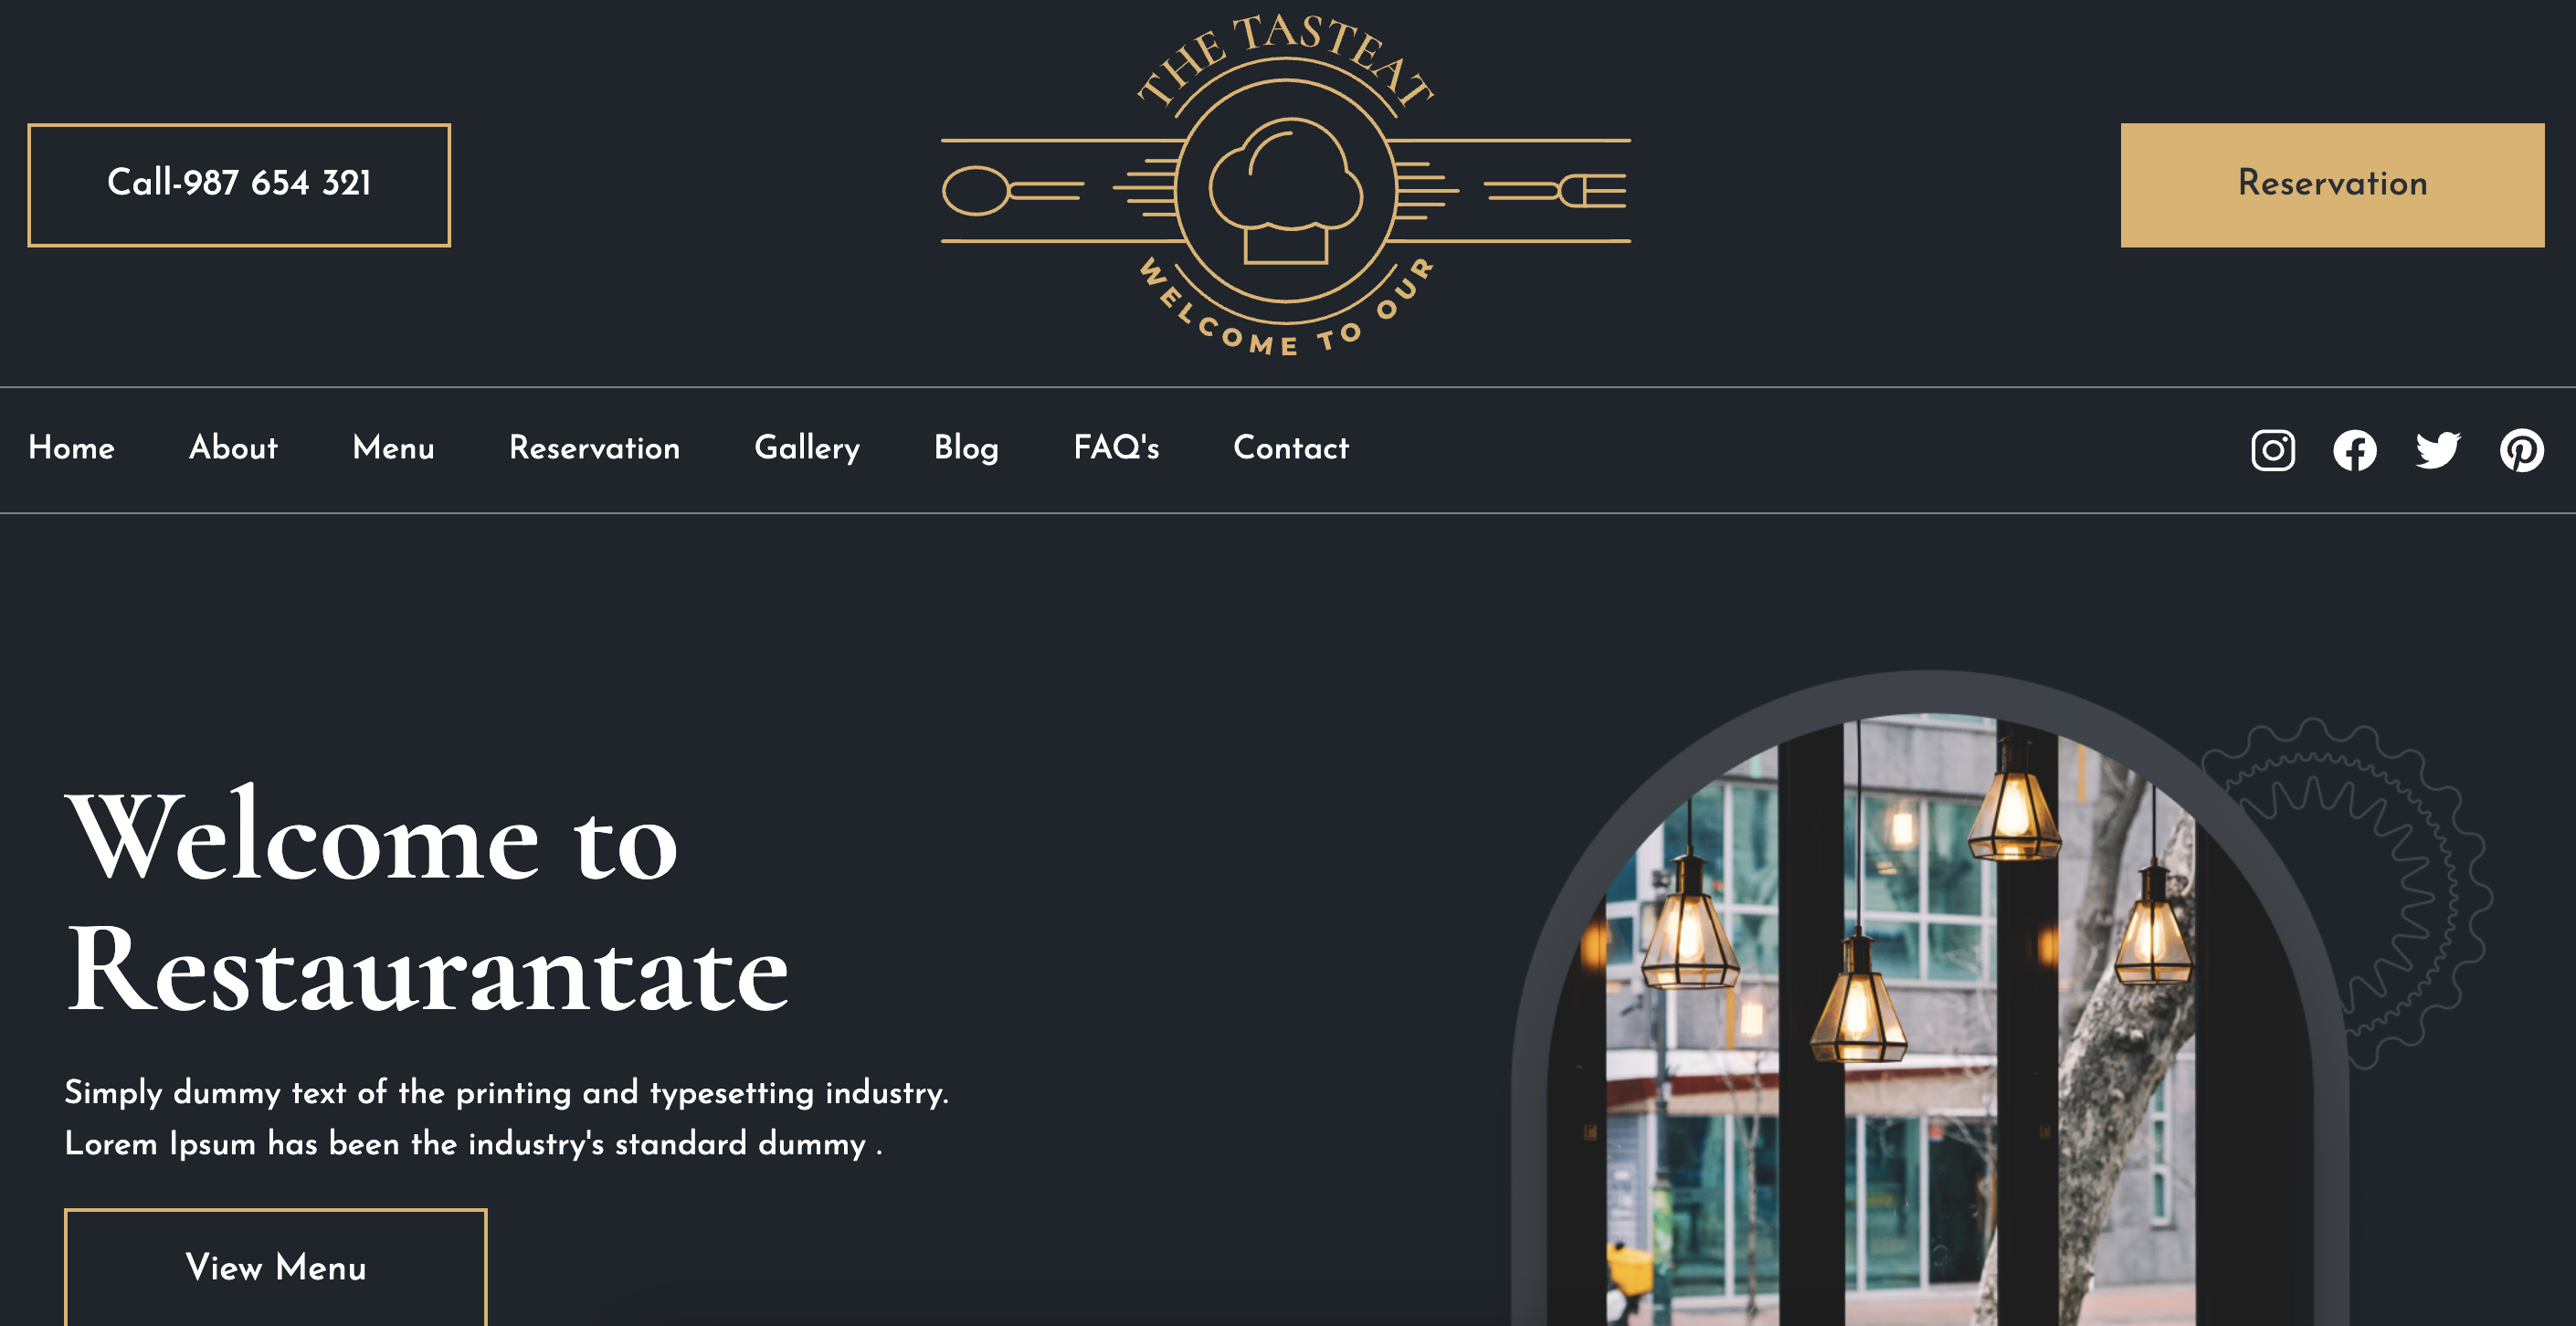 THE TASTEAT
Call-987 654 321
Reservation
WELCOME TO OUR
Home About Menu Reservation Gallery Blog FAQ's Contact
Welcome to
Restaurantate
Simply dummy text of the printing and typesetting industry.
Lorem Ipsum has been the industry's standard dummy .
View Menu